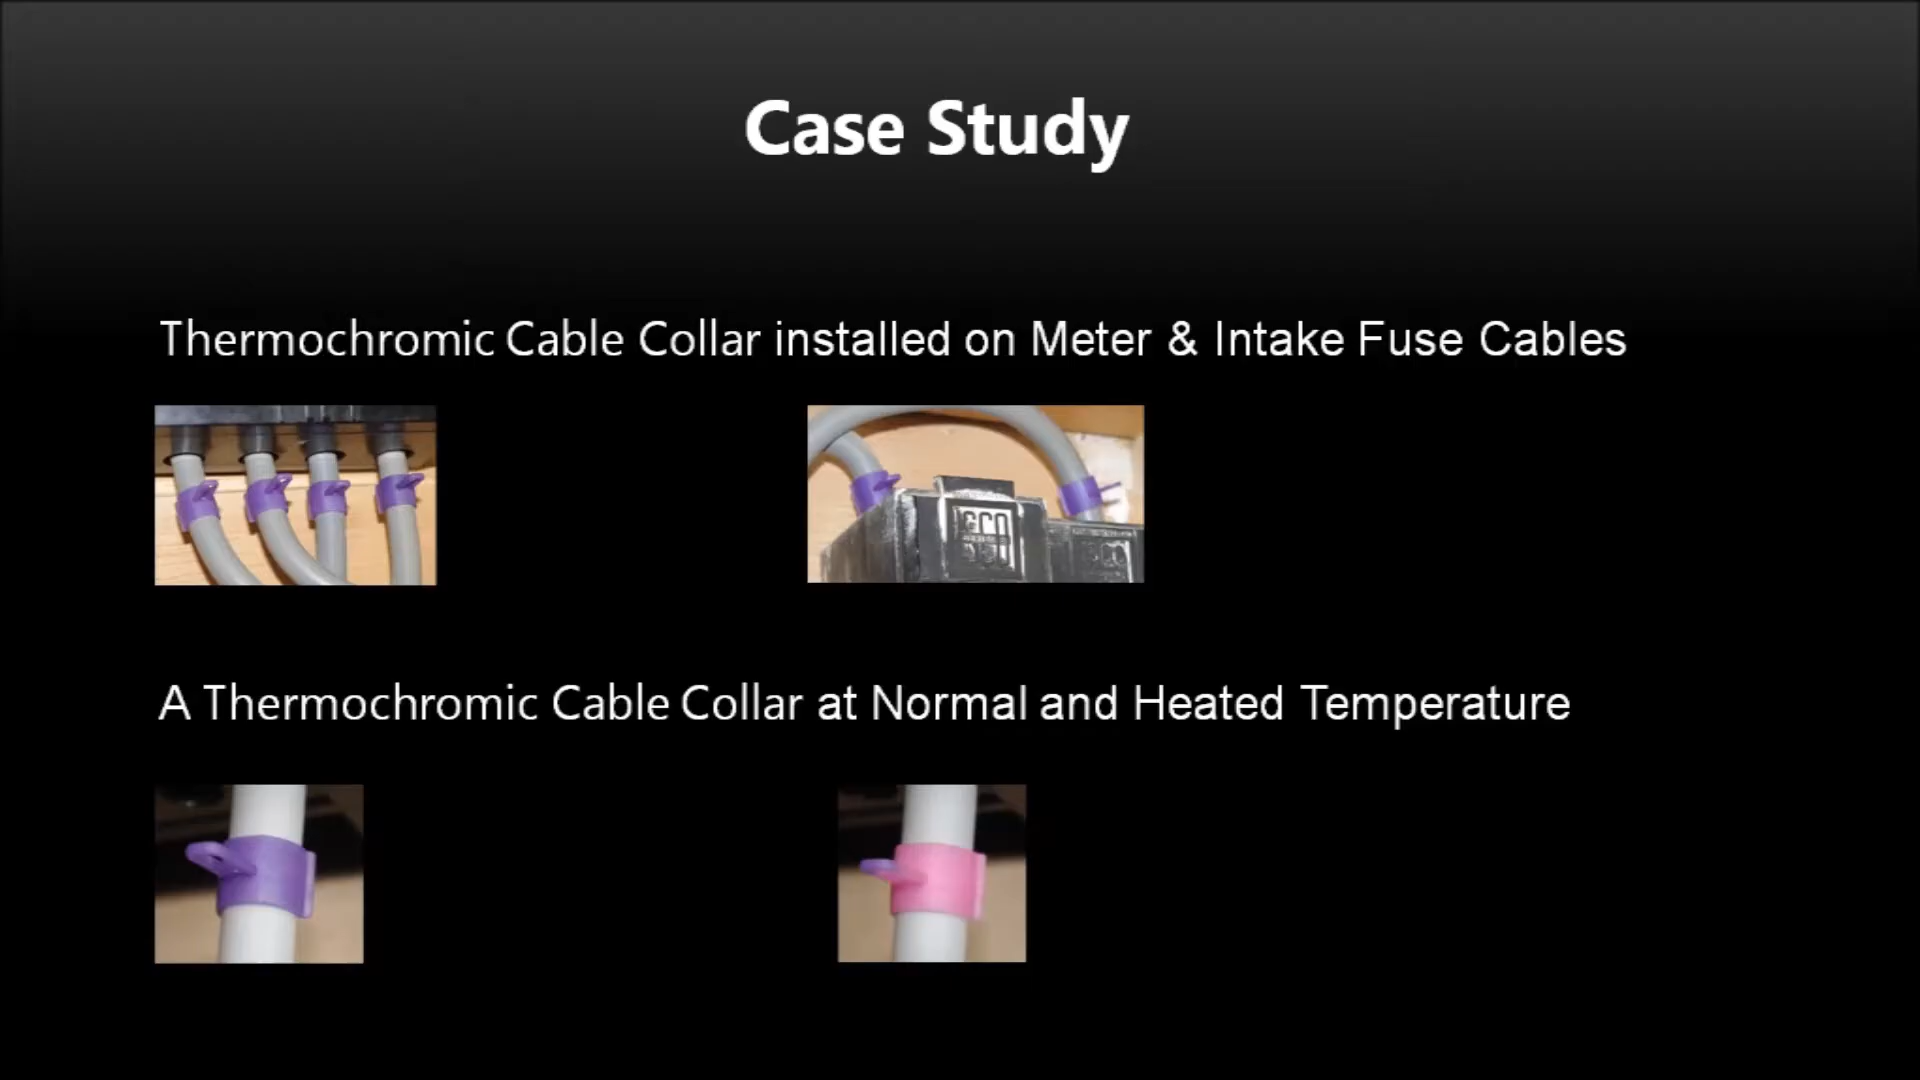 Case Study
Thermochromic Cable Collar installed on Meter & Intake Fuse Cables
A Thermochromic Cable Collar at Normal and Heated Temperature